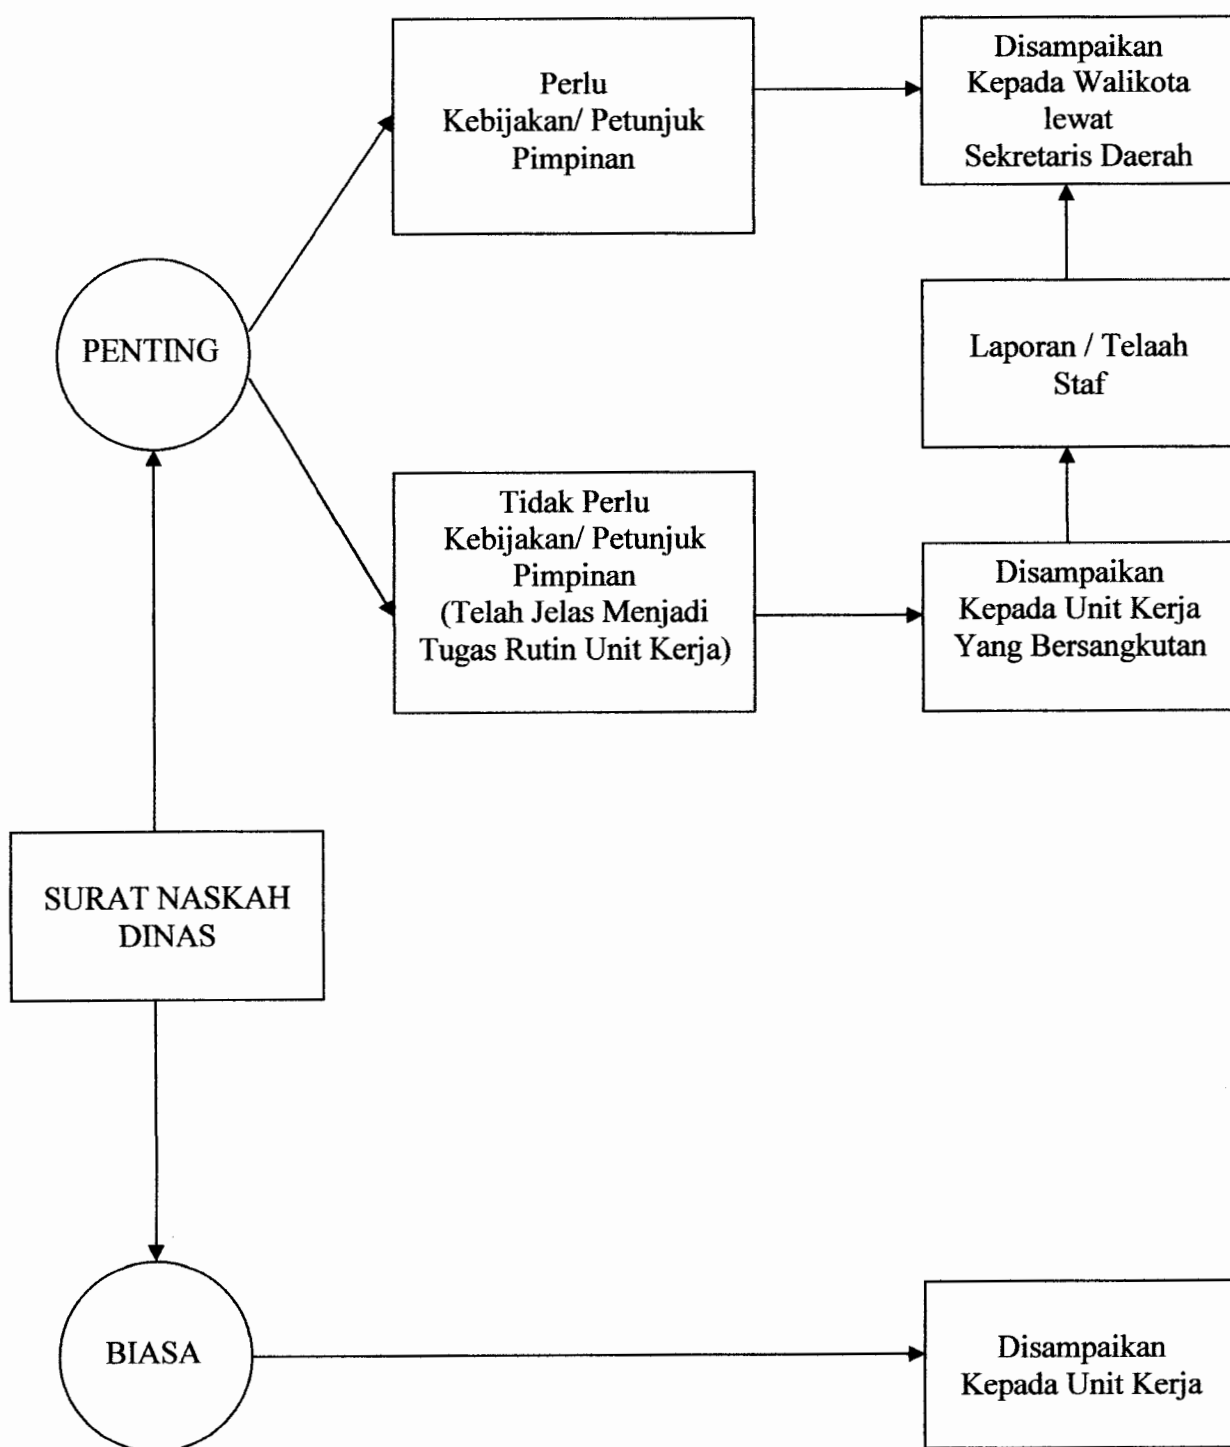 Perlu
Kebijakan/ Petunjuk
Pimpinan
Disampaikan
Kepada Walikota
lewat
Sekretaris Daerah
PENTING
Laporan / Telaah
Staf
Tidak Perlu
Kebijakan/ Petunjuk
Pimpinan
(Telah Jelas Menjadi
Tugas Rutin Unit Kerja)
Disampaikan
Kepada Unit Kerja
Yang Bersangkutan
SURAT NASKAH
DINAS
BIASA
Disampaikan
Kepada Unit Kerja